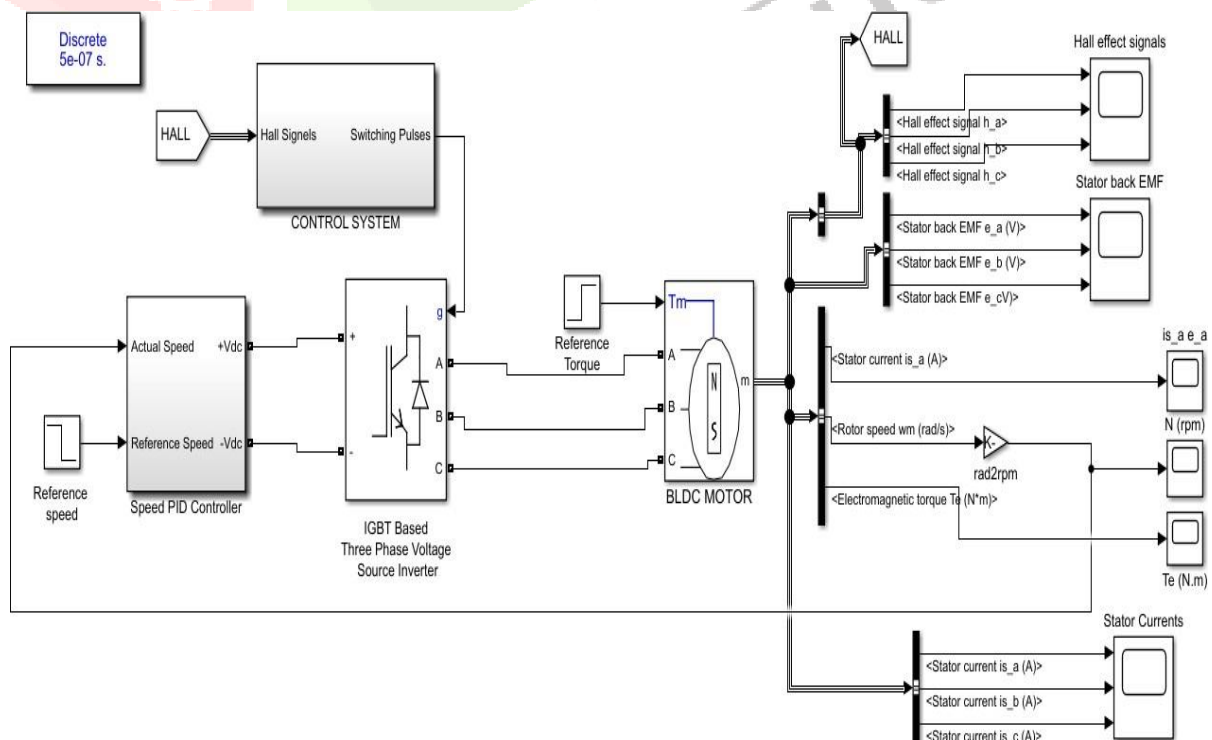 Discrete
5e-07 s.
HALL
Hall Signels
Switching Pulses
CONTROL SYSTEM
HALL
Hall effect signals
<Hall effect signal h_a>
<Hall effect signal h_b>
<Hall effect signal h_c>
Stator back EMF
<Stator back EMF e_a (V)>
<Stator back EMF e_b (V)>
<Stator back EMF e_cV)>
Actual Speed
+Vdc
Reference Speed
-Vdc
Speed PID Controller
Reference
speed
+
-
g
A
B
C
IGBT Based
Three Phase Voltage
Source Inverter
Reference
Torque
Tm
A
B
C
N
S
m
BLDC MOTOR
<Stator current is_a (A)>
<Rotor speed wm (rad/s)>
<Electromagnetic torque Te (N*m)>
K-
rad2rpm
is_a e_a
N (rpm)
Te (N.m)
Stator Currents
<Stator current is_a (A)>
<Stator current is_b (A)>
<Stator current is_c (A)>